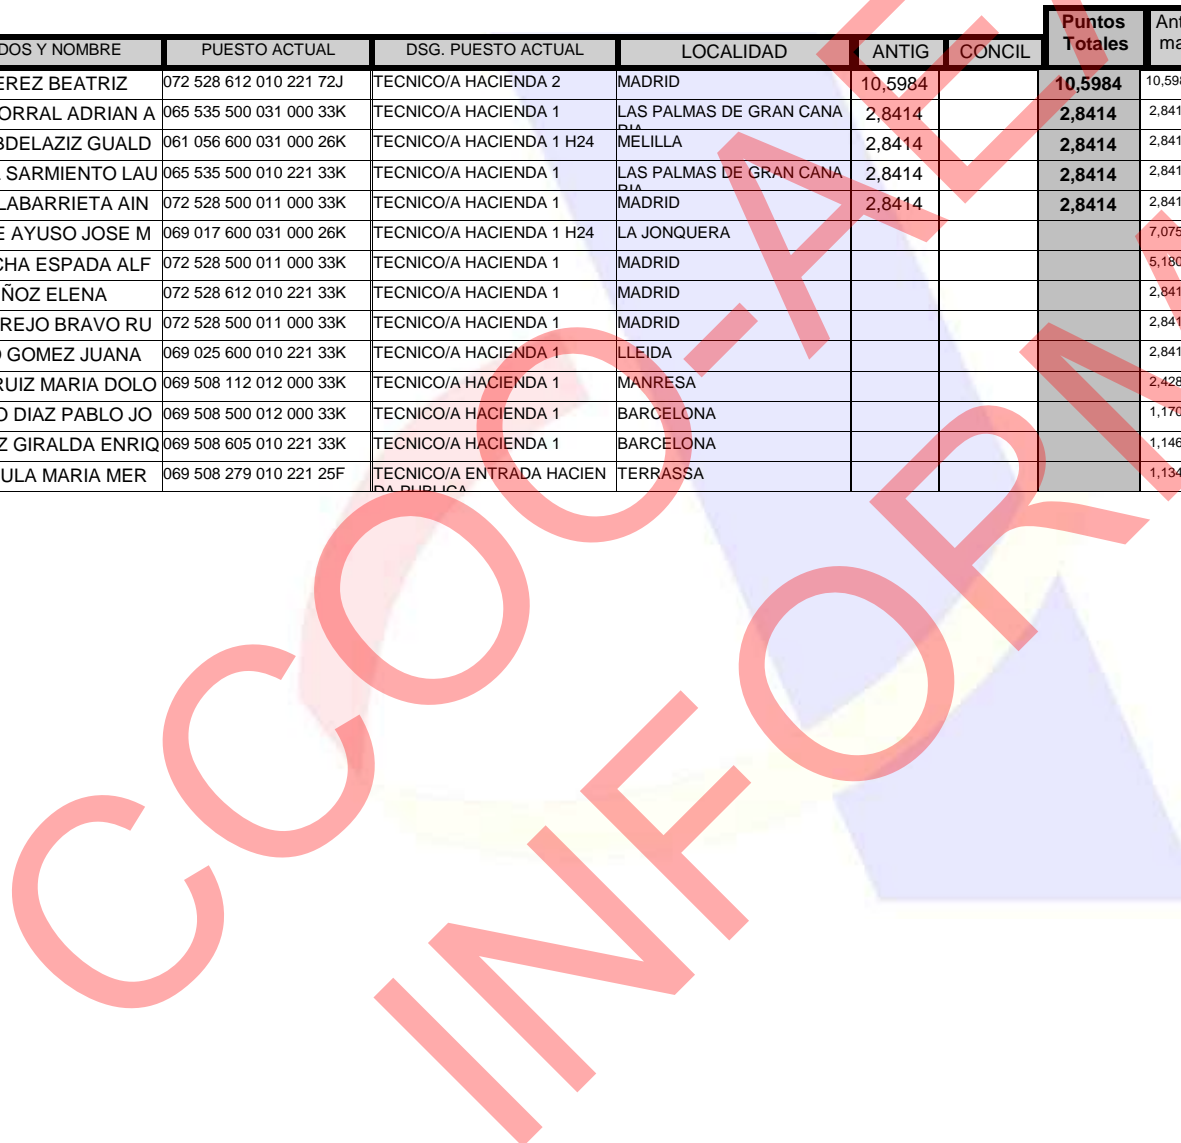 Puntos Ant
DOS Y NOMBRE PUESTO ACTUAL DSG. PUESTO ACTUAL LOCALIDAD ANTIG CONCIL Totales ma
EREZ BEATRIZ 072 528 612 010 221 72J TECNICO/A HACIENDA 2 MADRID 10,5984 10,5984 10,598
ORRAL ADRIAN A 065 535 500 031 000 33K TECNICO/A HACIENDA 1 LAS PALMAS DE GRAN CANA 2,8414 2,8414 2,841
RIA
BDELAZIZ GUALD 061 056 600 031 000 26K TECNICO/A HACIENDA 1 H24 MELILLA 2,8414 2,8414 2,841
SARMIENTO LAU 065 535 500 010 221 33K TECNICO/A HACIENDA 1 LAS PALMAS DE GRAN CANA 2,8414 2,8414 2,841
RIA
LABARRIETA AIN 072 528 500 011 000 33K TECNICO/A HACIENDA 1 MADRID 2,8414 2,8414 2,841
E AYUSO JOSE M 069 017 600 031 000 26K TECNICO/A HACIENDA 1 H24 LA JONQUERA 7,075
CHA ESPADA ALF 072 528 500 011 000 33K TECNICO/A HACIENDA 1 MADRID 5,180
ÑOZ ELENA 072 528 612 010 221 33K TECNICO/A HACIENDA 1 MADRID 2,841
REJO BRAVO RU 072 528 500 011 000 33K TECNICO/A HACIENDA 1 MADRID 2,841
O GOMEZ JUANA 069 025 600 010 221 33K TECNICO/A HACIENDA 1 LLEIDA 2,841
RUIZ MARIA DOLO 069 508 112 012 000 33K TECNICO/A HACIENDA 1 MANRESA 2,428
O DIAZ PABLO JO 069 508 500 012 000 33K TECNICO/A HACIENDA 1 BARCELONA 1,170
Z GIRALDA ENRIQ 069 508 605 010 221 33K TECNICO/A HACIENDA 1 BARCELONA 1,146
ULA MARIA MER 069 508 279 010 221 25F TECNICO/A ENTRADA HACIEN TERRASSA 1,134
DA PUBLICA
CCOO-AE
INFORM